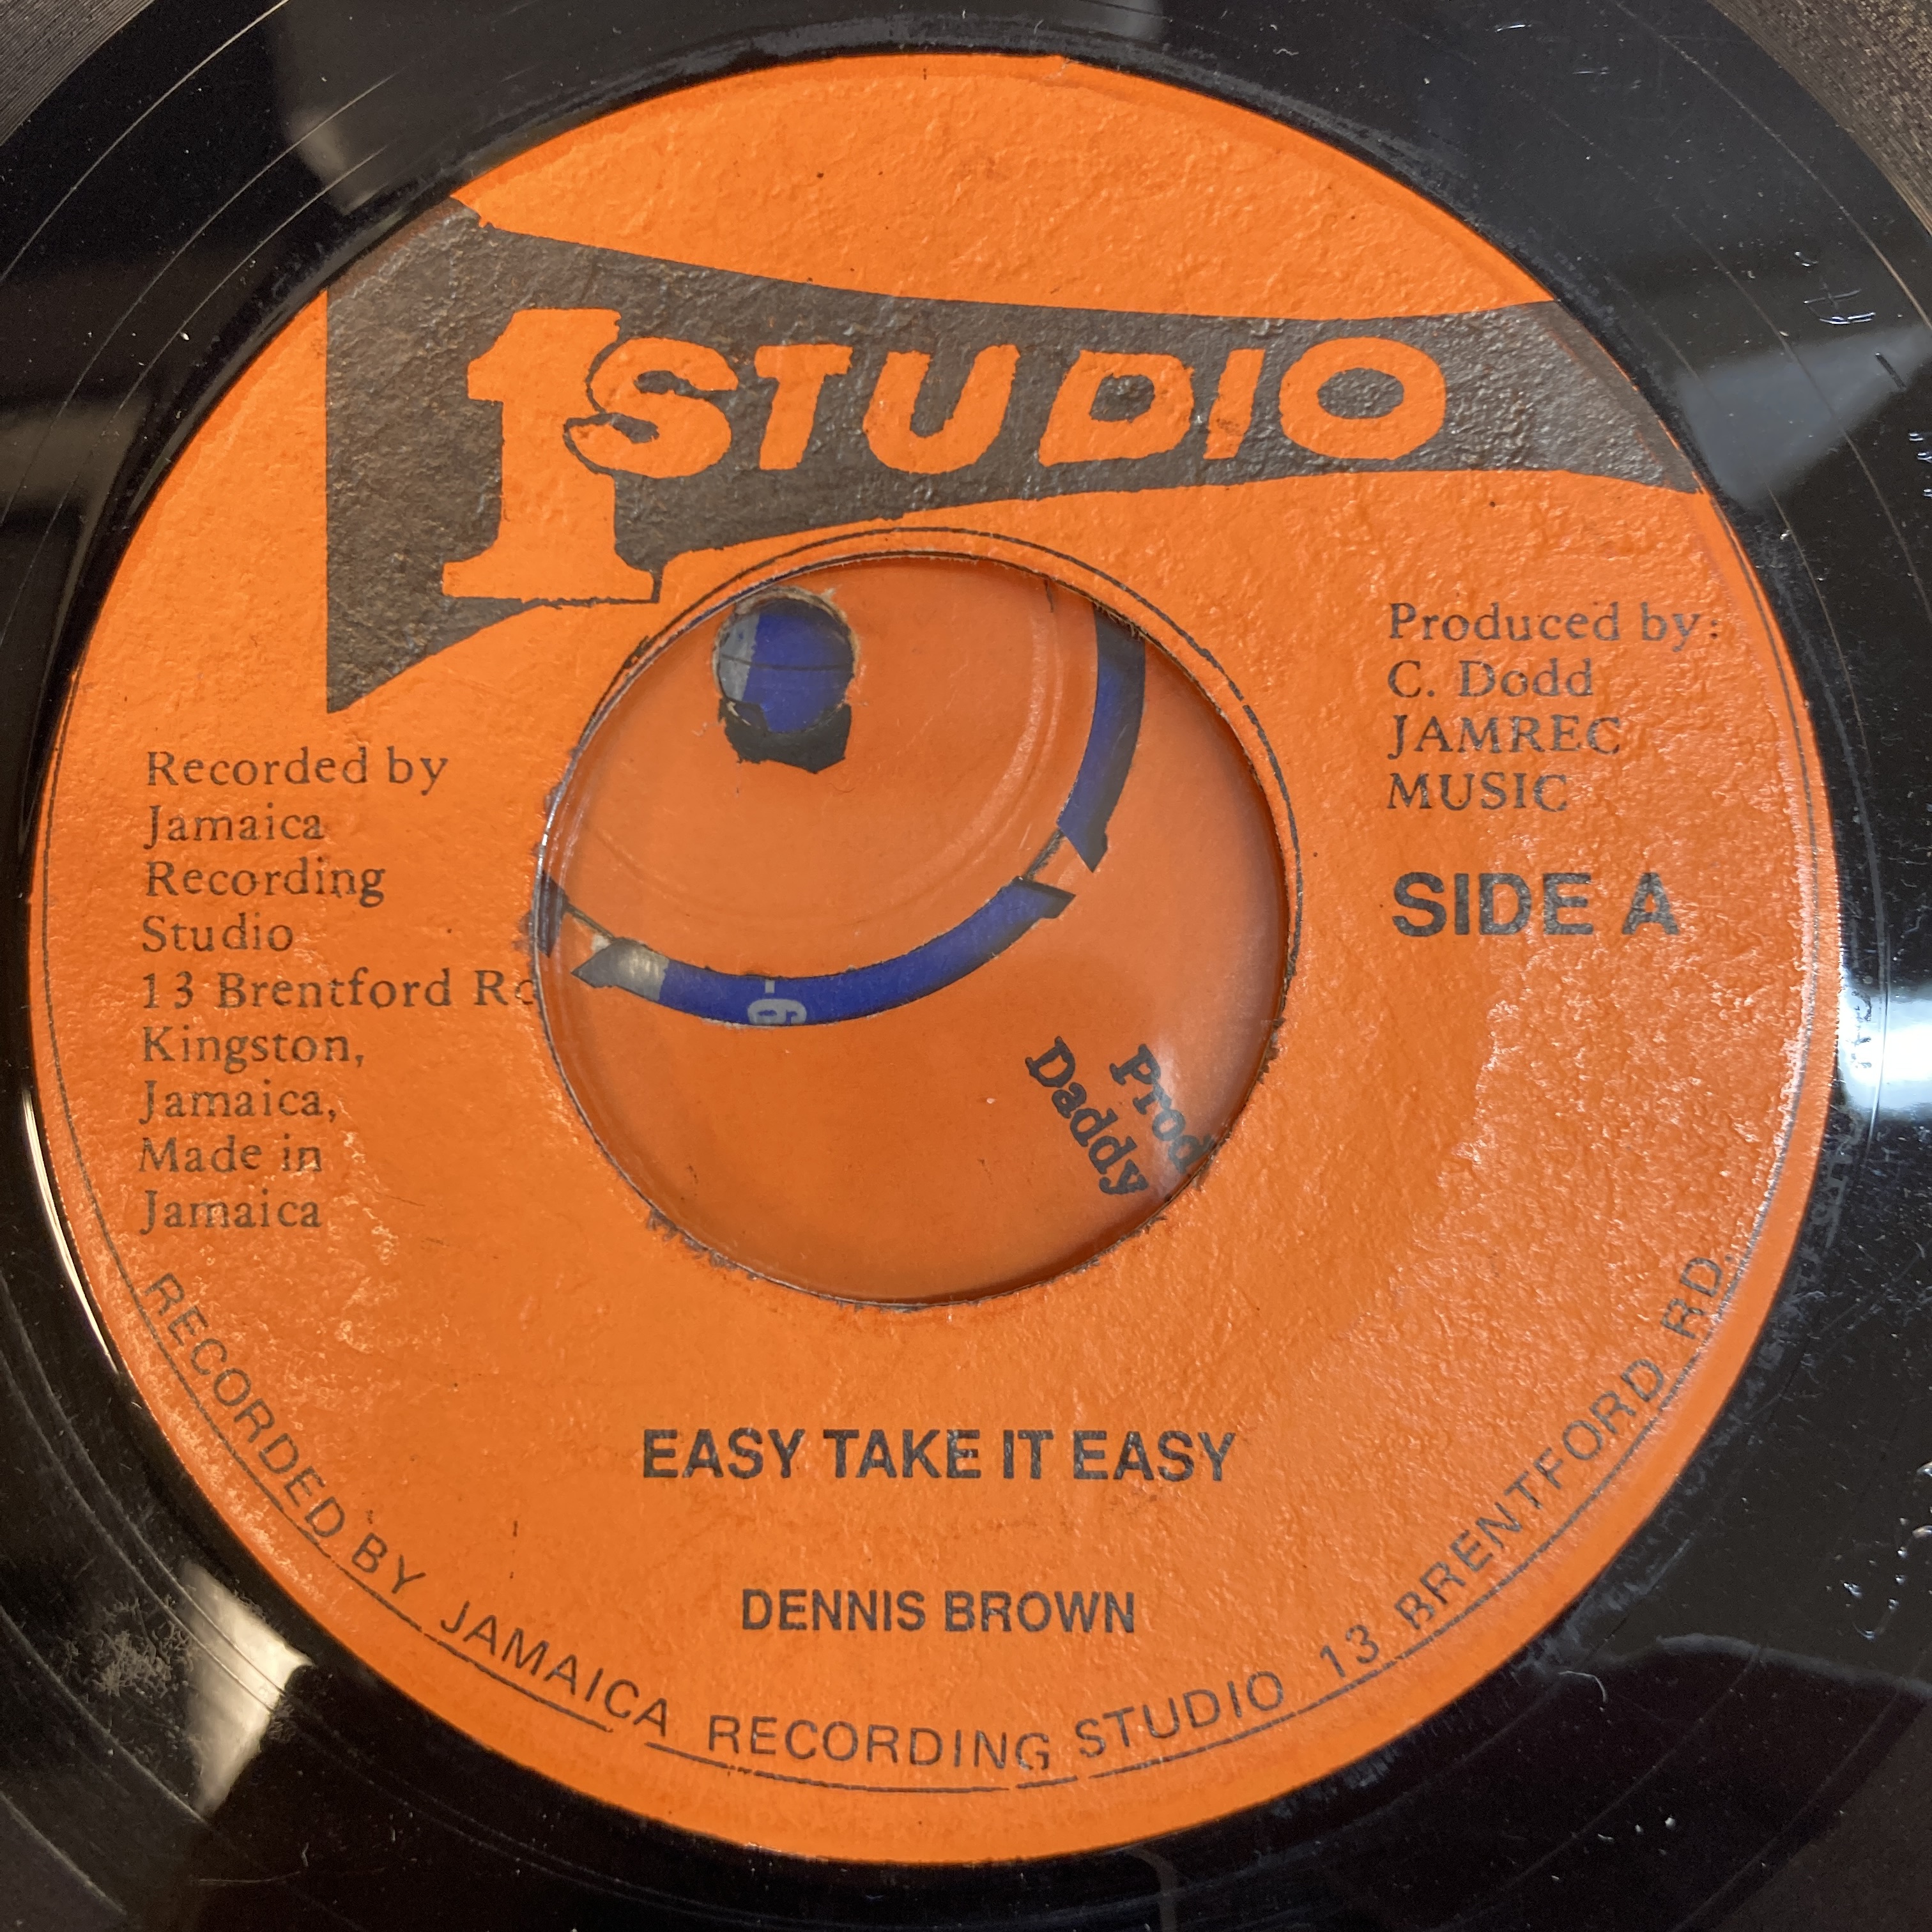 1 STUDIO
Produced by:
C. Dodd
JAMREC
MUSIC
SIDE A
Recorded by
Jamaica
Recording
Studio
13 Brentford
Kingston,
Jamaica,
Made in
Jamaica
Prod
Daddy
EASY TAKE IT EASY
DENNIS BROWN
RECORDED BY JAMAICA RECORDING STUDIO 13 BRENTFORD RD.